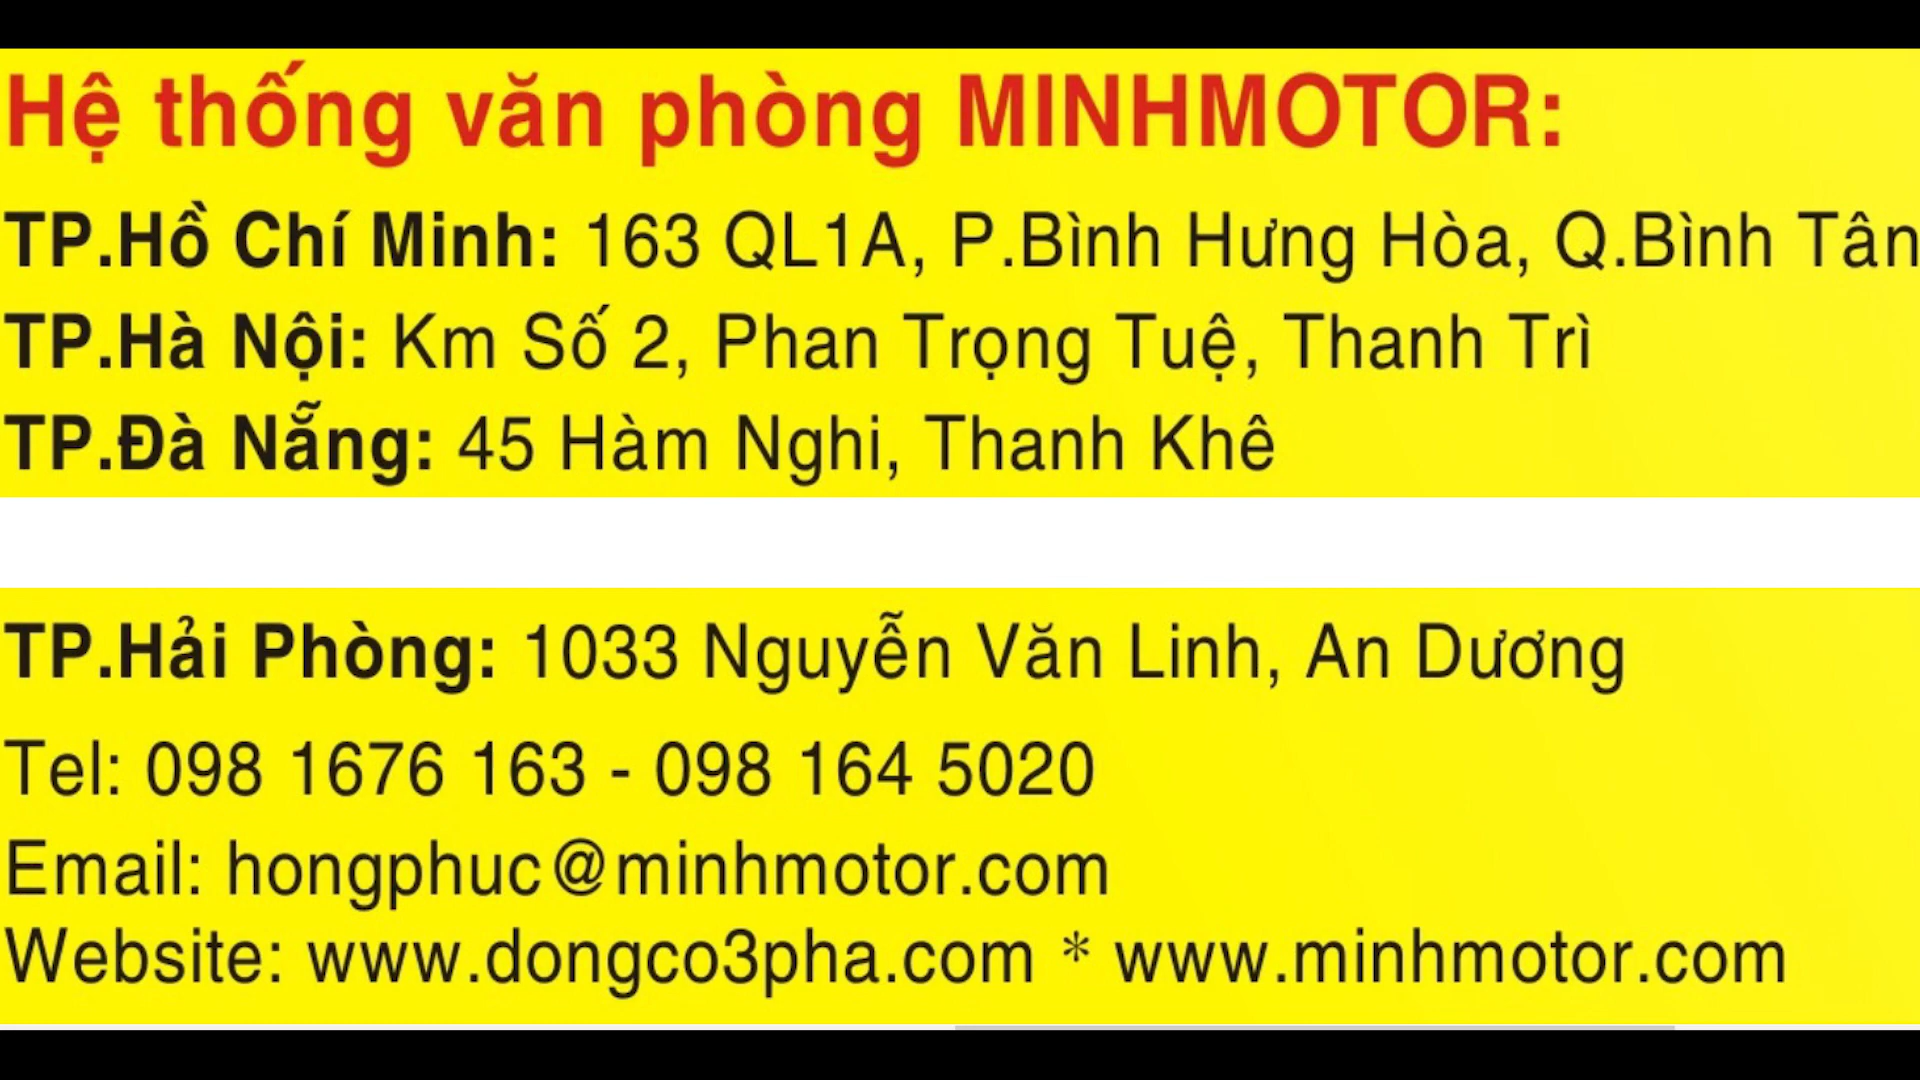 Hệ thống văn phòng MINHMOTOR:
TP.Hồ Chí Minh: 163 QL1A, P.Bình Hưng Hòa, Q.Bình Tân
TP.Hà Nội: Km Số 2, Phan Trọng Tuệ, Thanh Trì
TP.Đà Nẵng: 45 Hàm Nghi, Thanh Khê
TP.Hải Phòng: 1033 Nguyễn Văn Linh, An Dương
Tel: 098 1676 163 - 098 164 5020
Email: hongphuc@minhmotor.com
Website: www.dongco3pha.com * www.minhmotor.com